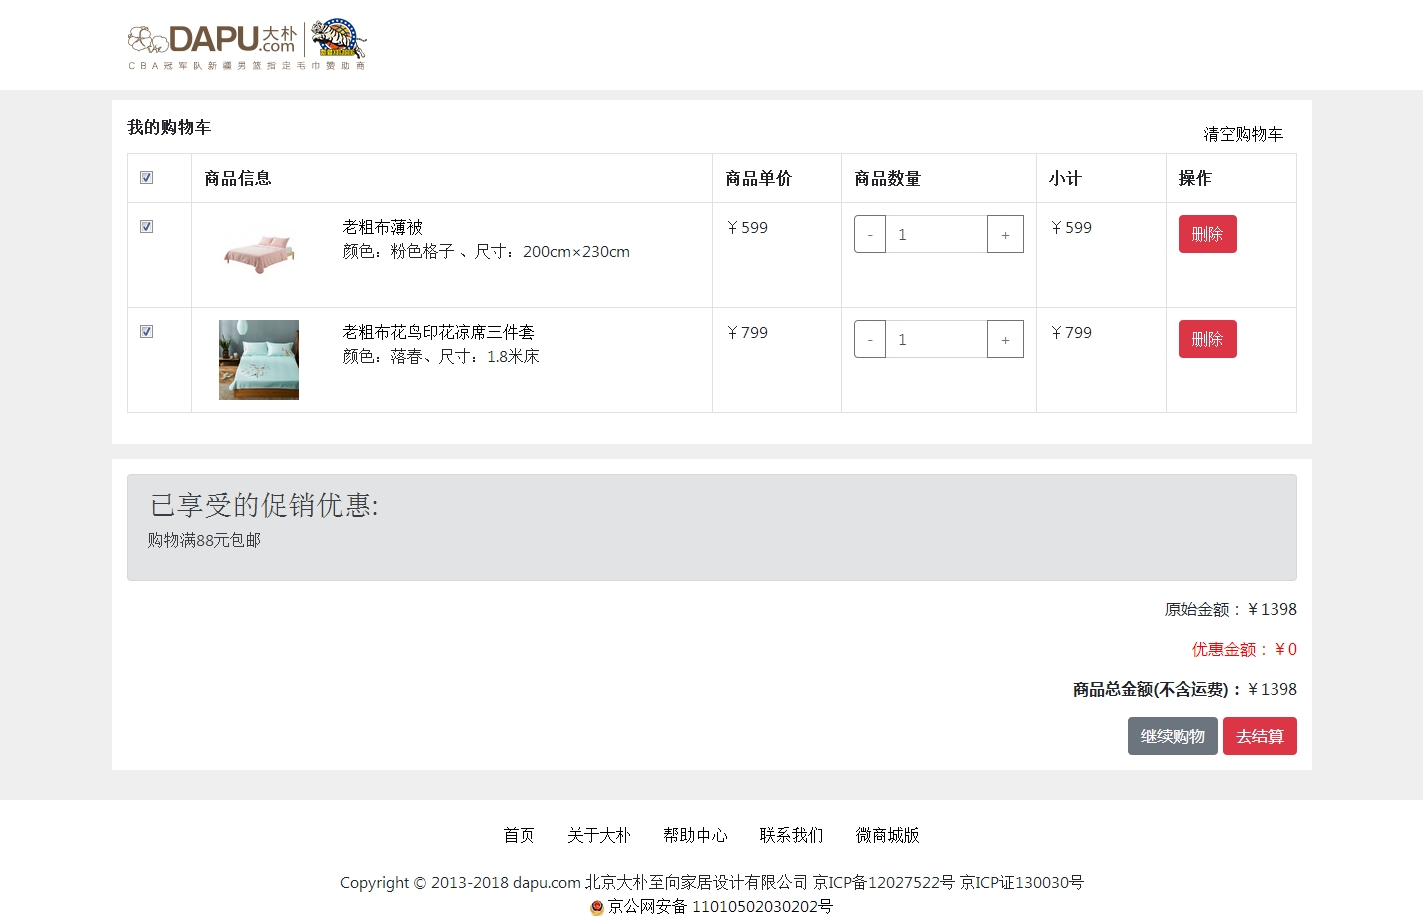 DAPU.com 大朴
CBA冠军队新疆男篮指定毛巾赞助商
我的购物车
清空购物车
商品信息 商品单价 商品数量 小计 操作
老粗布薄被 ￥599 - 1 + ￥599 删除
颜色：粉色格子 、尺寸：200cm×230cm
老粗布花鸟印花凉席三件套 ￥799 - 1 + ￥799 删除
颜色：落春、尺寸：1.8米床
已享受的促销优惠:
购物满88元包邮
原始金额：￥1398
优惠金额：￥0
商品总金额(不含运费)：￥1398
继续购物 去结算
首页 关于大朴 帮助中心 联系我们 微商城版
Copyright © 2013-2018 dapu.com 北京大朴至向家居设计有限公司 京ICP备12027522号 京ICP证130030号
京公网安备 11010502030202号